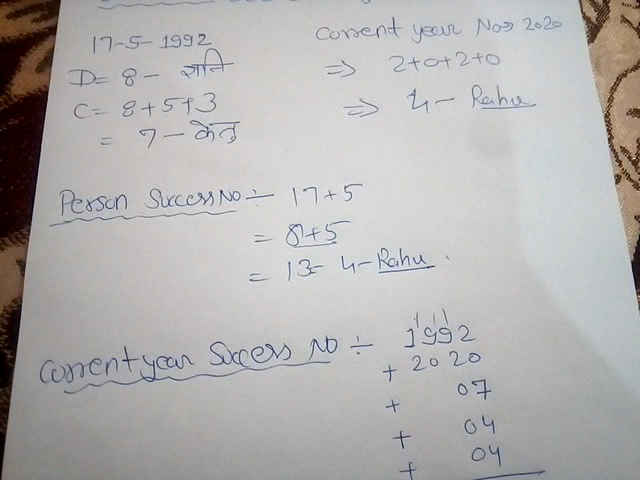 17-5-1992
D= 8 - शनि
C= 8+5+3
= 7 - केतु
Current year No⇒ 2020
⇒ 2+0+2+0
⇒ 4 - Rahu
Person Success No ÷ 17+5
= 8+5
= 13= 4-Rahu.
Current year Success No ÷ 1992
+ 2020
+ 07
+ 04
+ 04